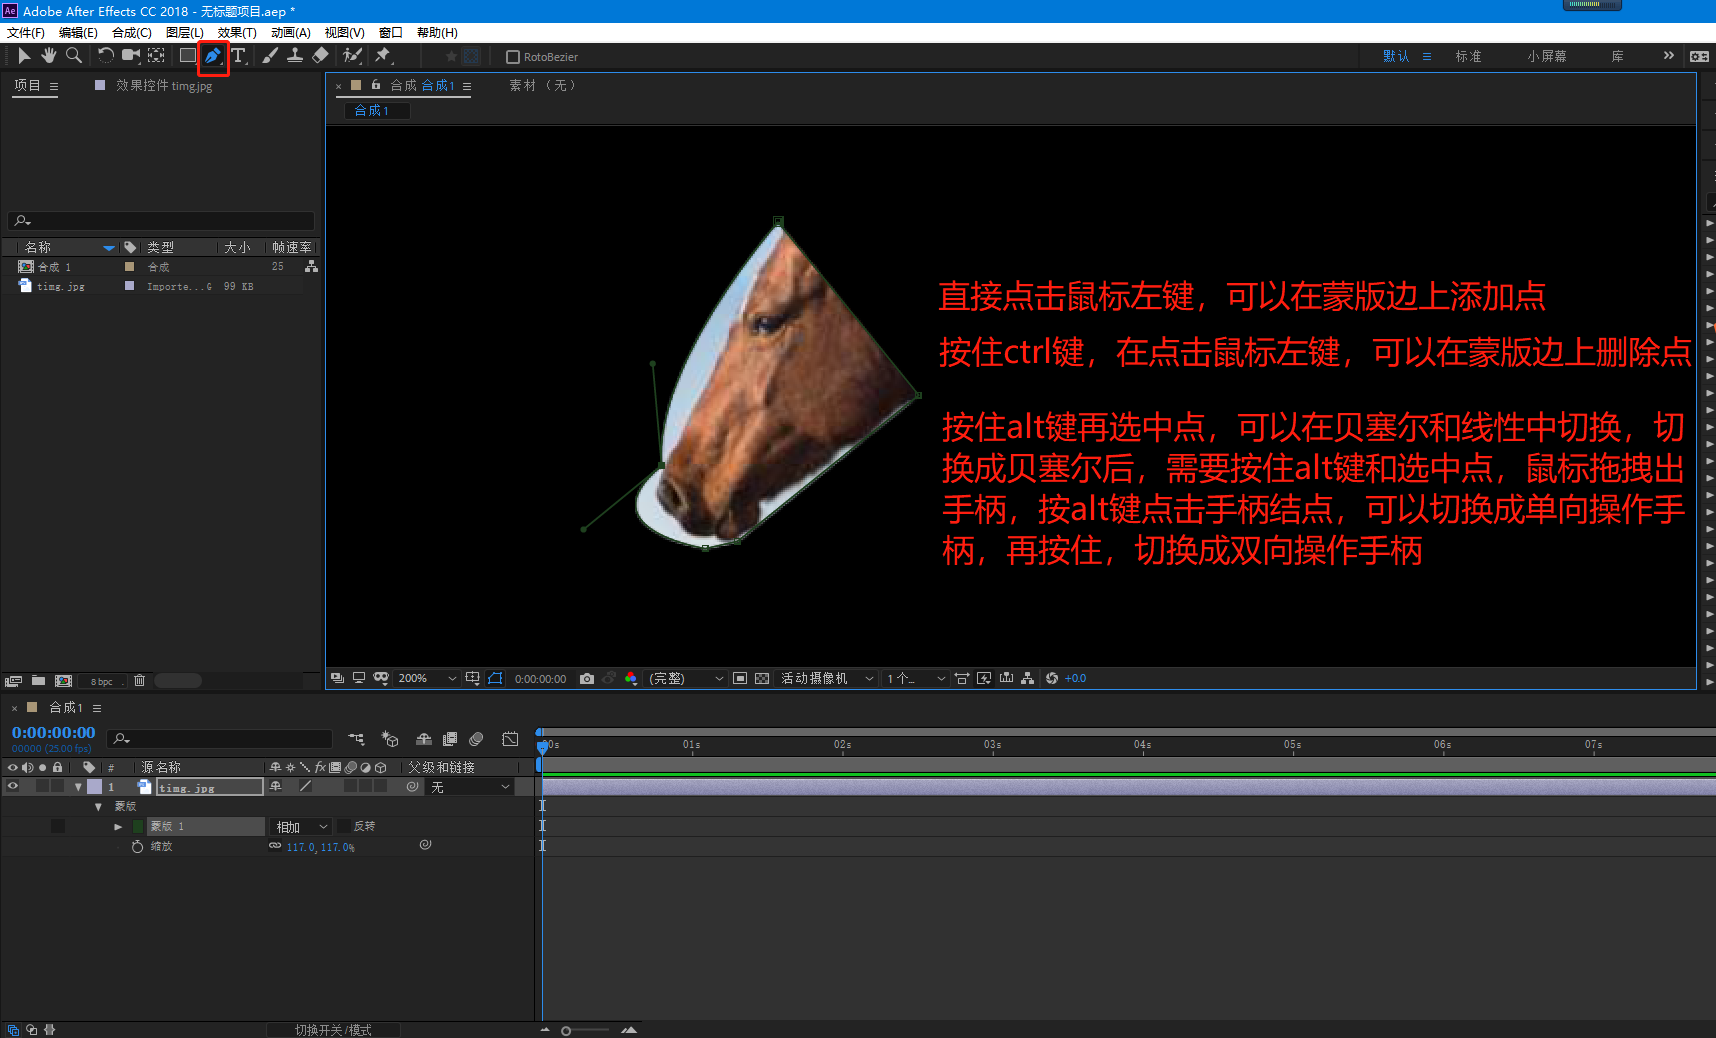 Ae Adobe After Effects CC 2018 - 无标题项目.aep *
文件(F) 编辑(E) 合成(C) 图层(L) 效果(T) 动画(A) 视图(V) 窗口 帮助(H)
T RotoBezier 默认 标准 小屏幕 库
项目 效果控件 timg.jpg
合成 合成1 素材（无）
合成1
名称 类型 大小 帧速率
合成 1 合成 25
timg.jpg Importe...G 99 KB
直接点击鼠标左键，可以在蒙版边上添加点
按住ctrl键，在点击鼠标左键，可以在蒙版边上删除点
按住alt键再选中点，可以在贝塞尔和线性中切换，切
换成贝塞尔后，需要按住alt键和选中点，鼠标拖拽出
手柄，按alt键点击手柄结点，可以切换成单向操作手
柄，再按住，切换成双向操作手柄
8 bpc
200% 0:00:00:00 (完整) 活动摄像机 1个... +0.0
合成1
0:00:00:00
00000 (25.00 fps)
:00s 01s 02s 03s 04s 05s 06s 07s
# 源名称 fx 父级和链接
1 timg.jpg 无
蒙版
蒙版 1 相加 反转
缩放 117.0,117.0%
切换开关/模式